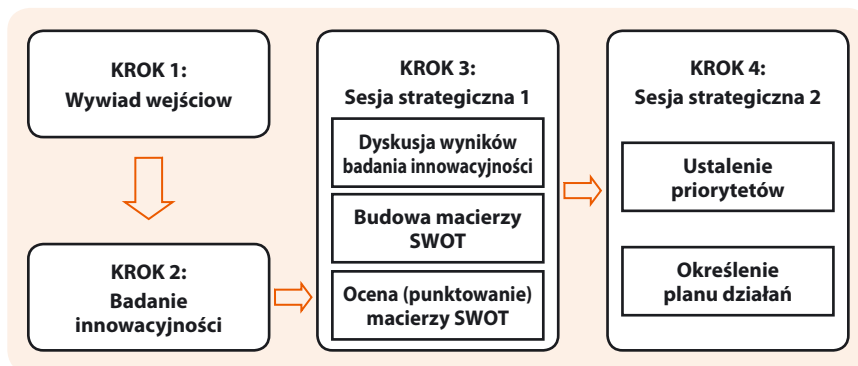 KROK 1:
Wywiad wejściow
KROK 2:
Badanie
innowacyjności
KROK 3:
Sesja strategiczna 1
Dyskusja wyników
badania innowacyjności
Budowa macierzy
SWOT
Ocena (punktowanie)
macierzy SWOT
KROK 4:
Sesja strategiczna 2
Ustalenie
priorytetów
Określenie
planu działań